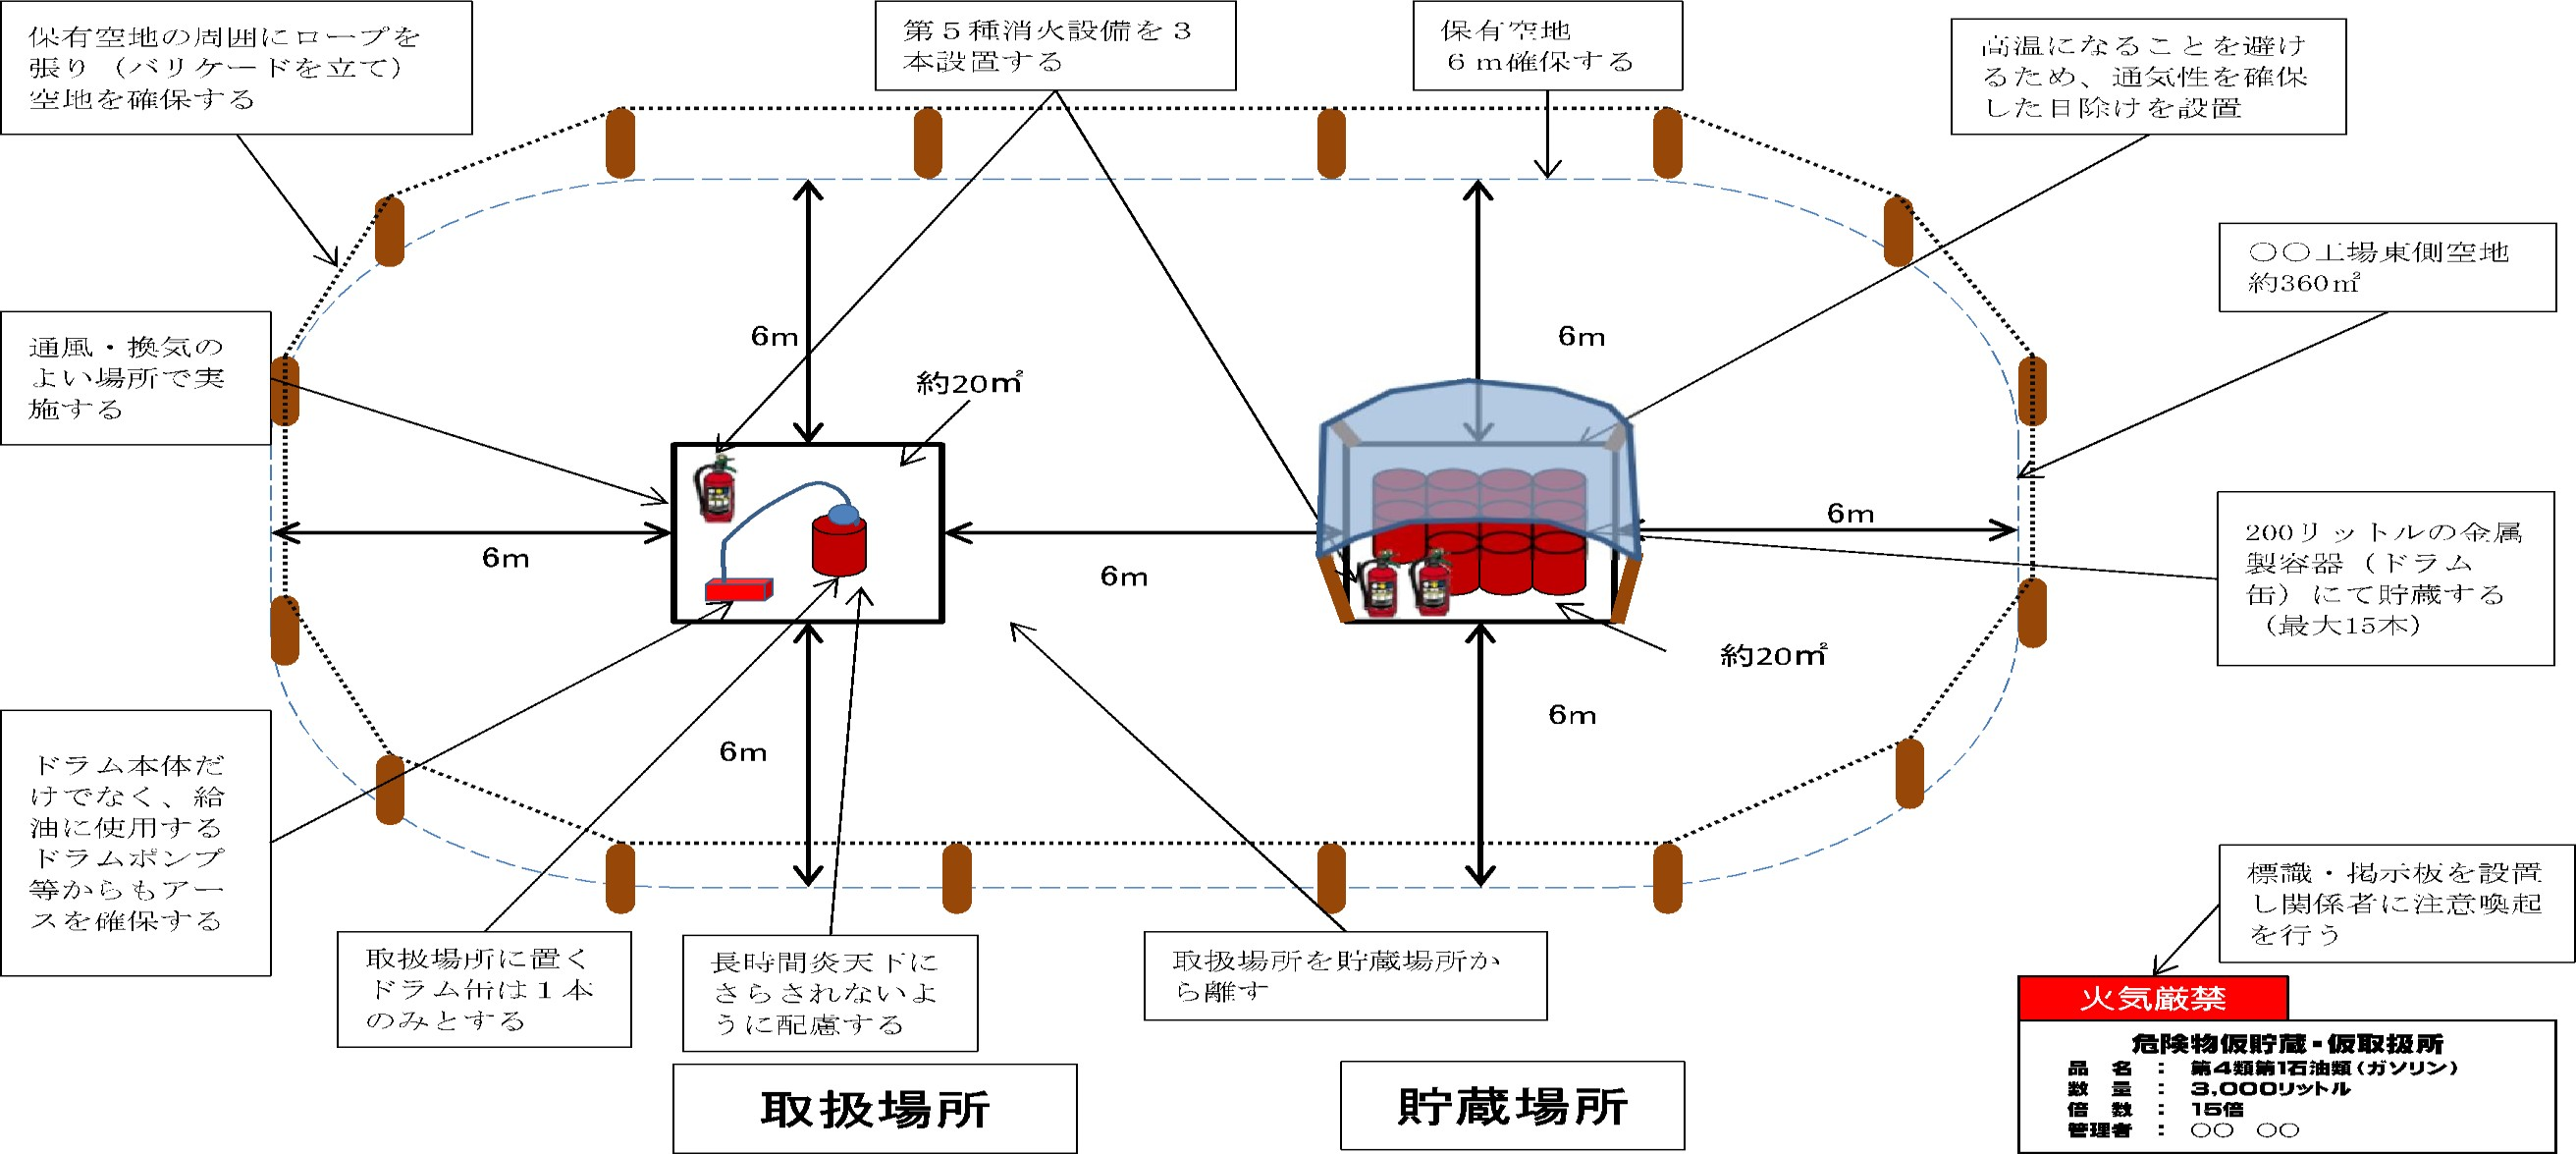 保有空地の周囲にロープを
張り（バリケードを立て）
空地を確保する
第５種消火設備を３
本設置する
保有空地
６ｍ確保する
高温になることを避け
るため、通気性を確保
した日除けを設置
〇〇工場東側空地
約360㎡
通風・換気の
よい場所で実
施する
6m
6m
約20㎡
6m
6m
6m
200リットルの金属
製容器（ドラム
缶）にて貯蔵する
（最大15本）
約20㎡
6m
6m
ドラム本体だ
けでなく、給
油に使用する
ドラムポンプ
等からもアー
スを確保する
取扱場所に置く
ドラム缶は１本
のみとする
長時間炎天下に
さらされないよ
うに配慮する
取扱場所を貯蔵場所か
ら離す
標識・掲示板を設置
し関係者に注意喚起
を行う
火気厳禁
危険物仮貯蔵・仮取扱所
品　名　：　第4類第1石油類（ガソリン）
数　量　：　3,000リットル
倍　数　：　15倍
管理者　：　〇〇　〇〇
取扱場所
貯蔵場所